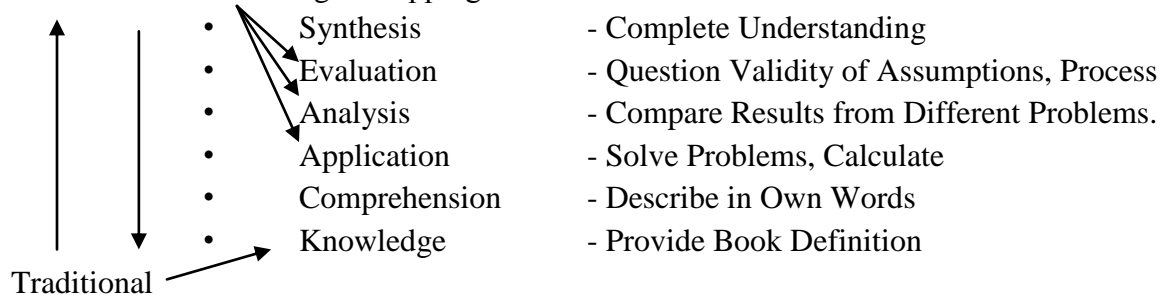 • Synthesis - Complete Understanding
• Evaluation - Question Validity of Assumptions, Process
• Analysis - Compare Results from Different Problems.
• Application - Solve Problems, Calculate
• Comprehension - Describe in Own Words
• Knowledge - Provide Book Definition
Traditional